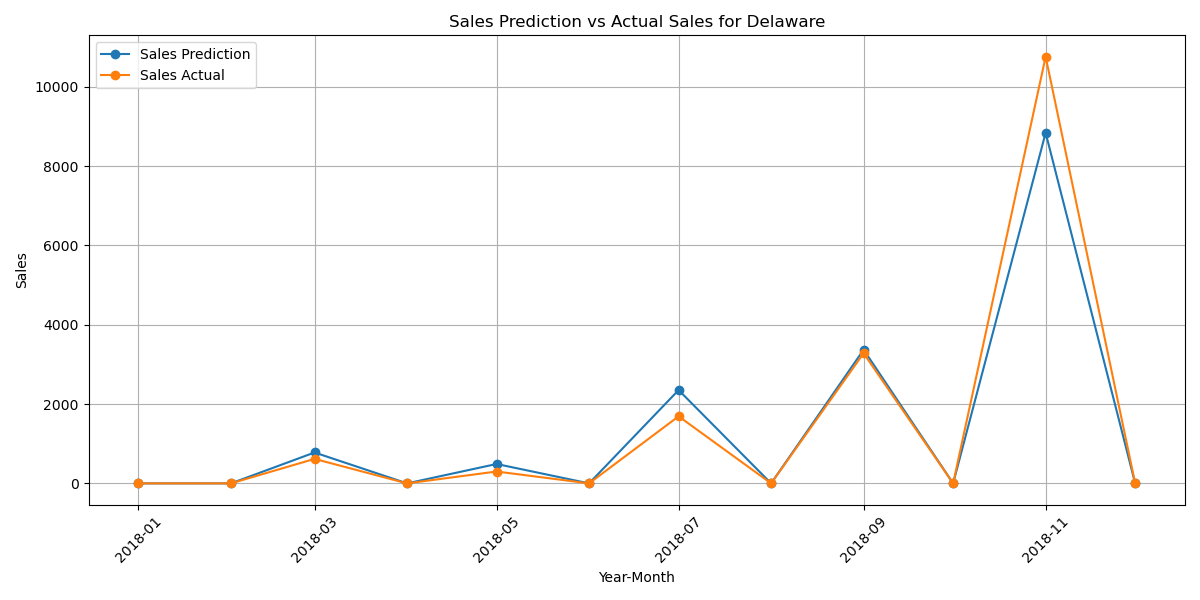 Sales Prediction vs Actual Sales for Delaware
Sales Prediction
Sales Actual
10000
8000
6000
4000
2000
0
Sales
2018-01
2018-03
2018-05
2018-07
2018-09
2018-11
Year-Month